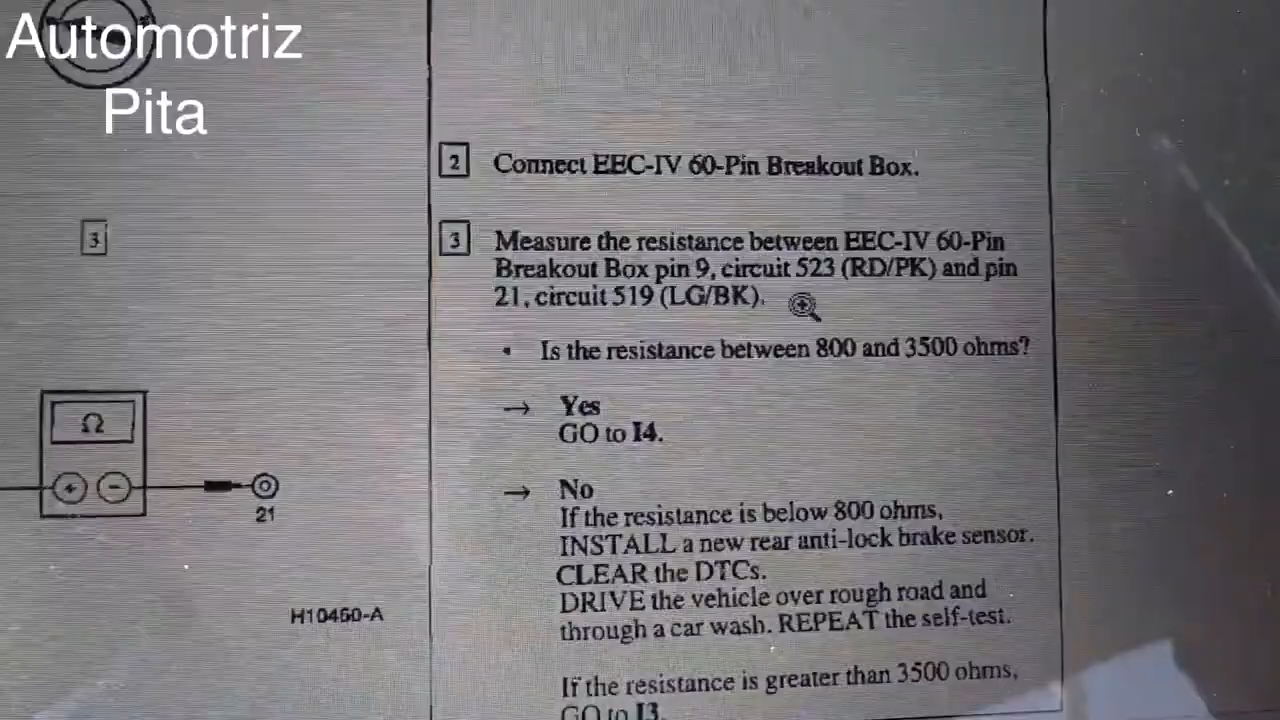 Automotriz
Pita
2 Connect EEC-IV 60-Pin Breakout Box.
3
3 Measure the resistance between EEC-IV 60-Pin
Breakout Box pin 9, circuit 523 (RD/PK) and pin
21, circuit 519 (LG/BK).
• Is the resistance between 800 and 3500 ohms?
→ Yes
GO to I4.
→ No
If the resistance is below 800 ohms,
INSTALL a new rear anti-lock brake sensor.
CLEAR the DTCs.
DRIVE the vehicle over rough road and
through a car wash. REPEAT the self-test.
If the resistance is greater than 3500 ohms,
GO to I3.
Ω
+ −
21
H10460-A